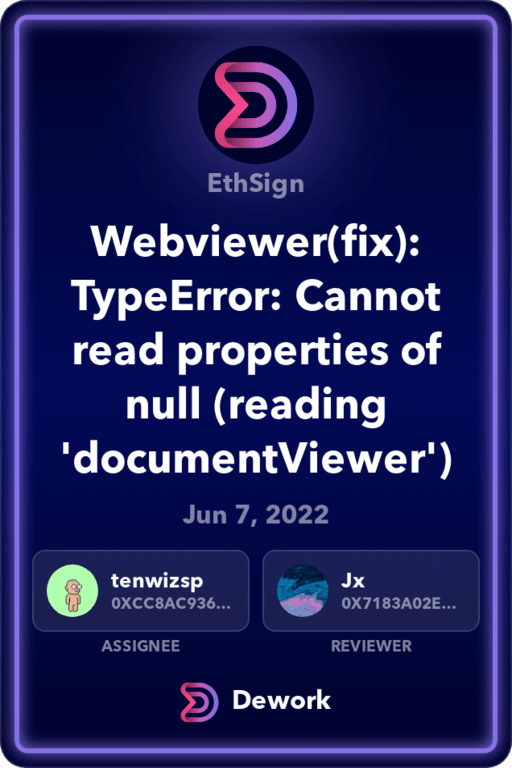 EthSign
Webviewer(fix):
TypeError: Cannot
read properties of
null (reading
'documentViewer')
Jun 7, 2022
tenwizsp
0XCC8AC936...
Jx
0X7183A02E...
ASSIGNEE
REVIEWER
Dework